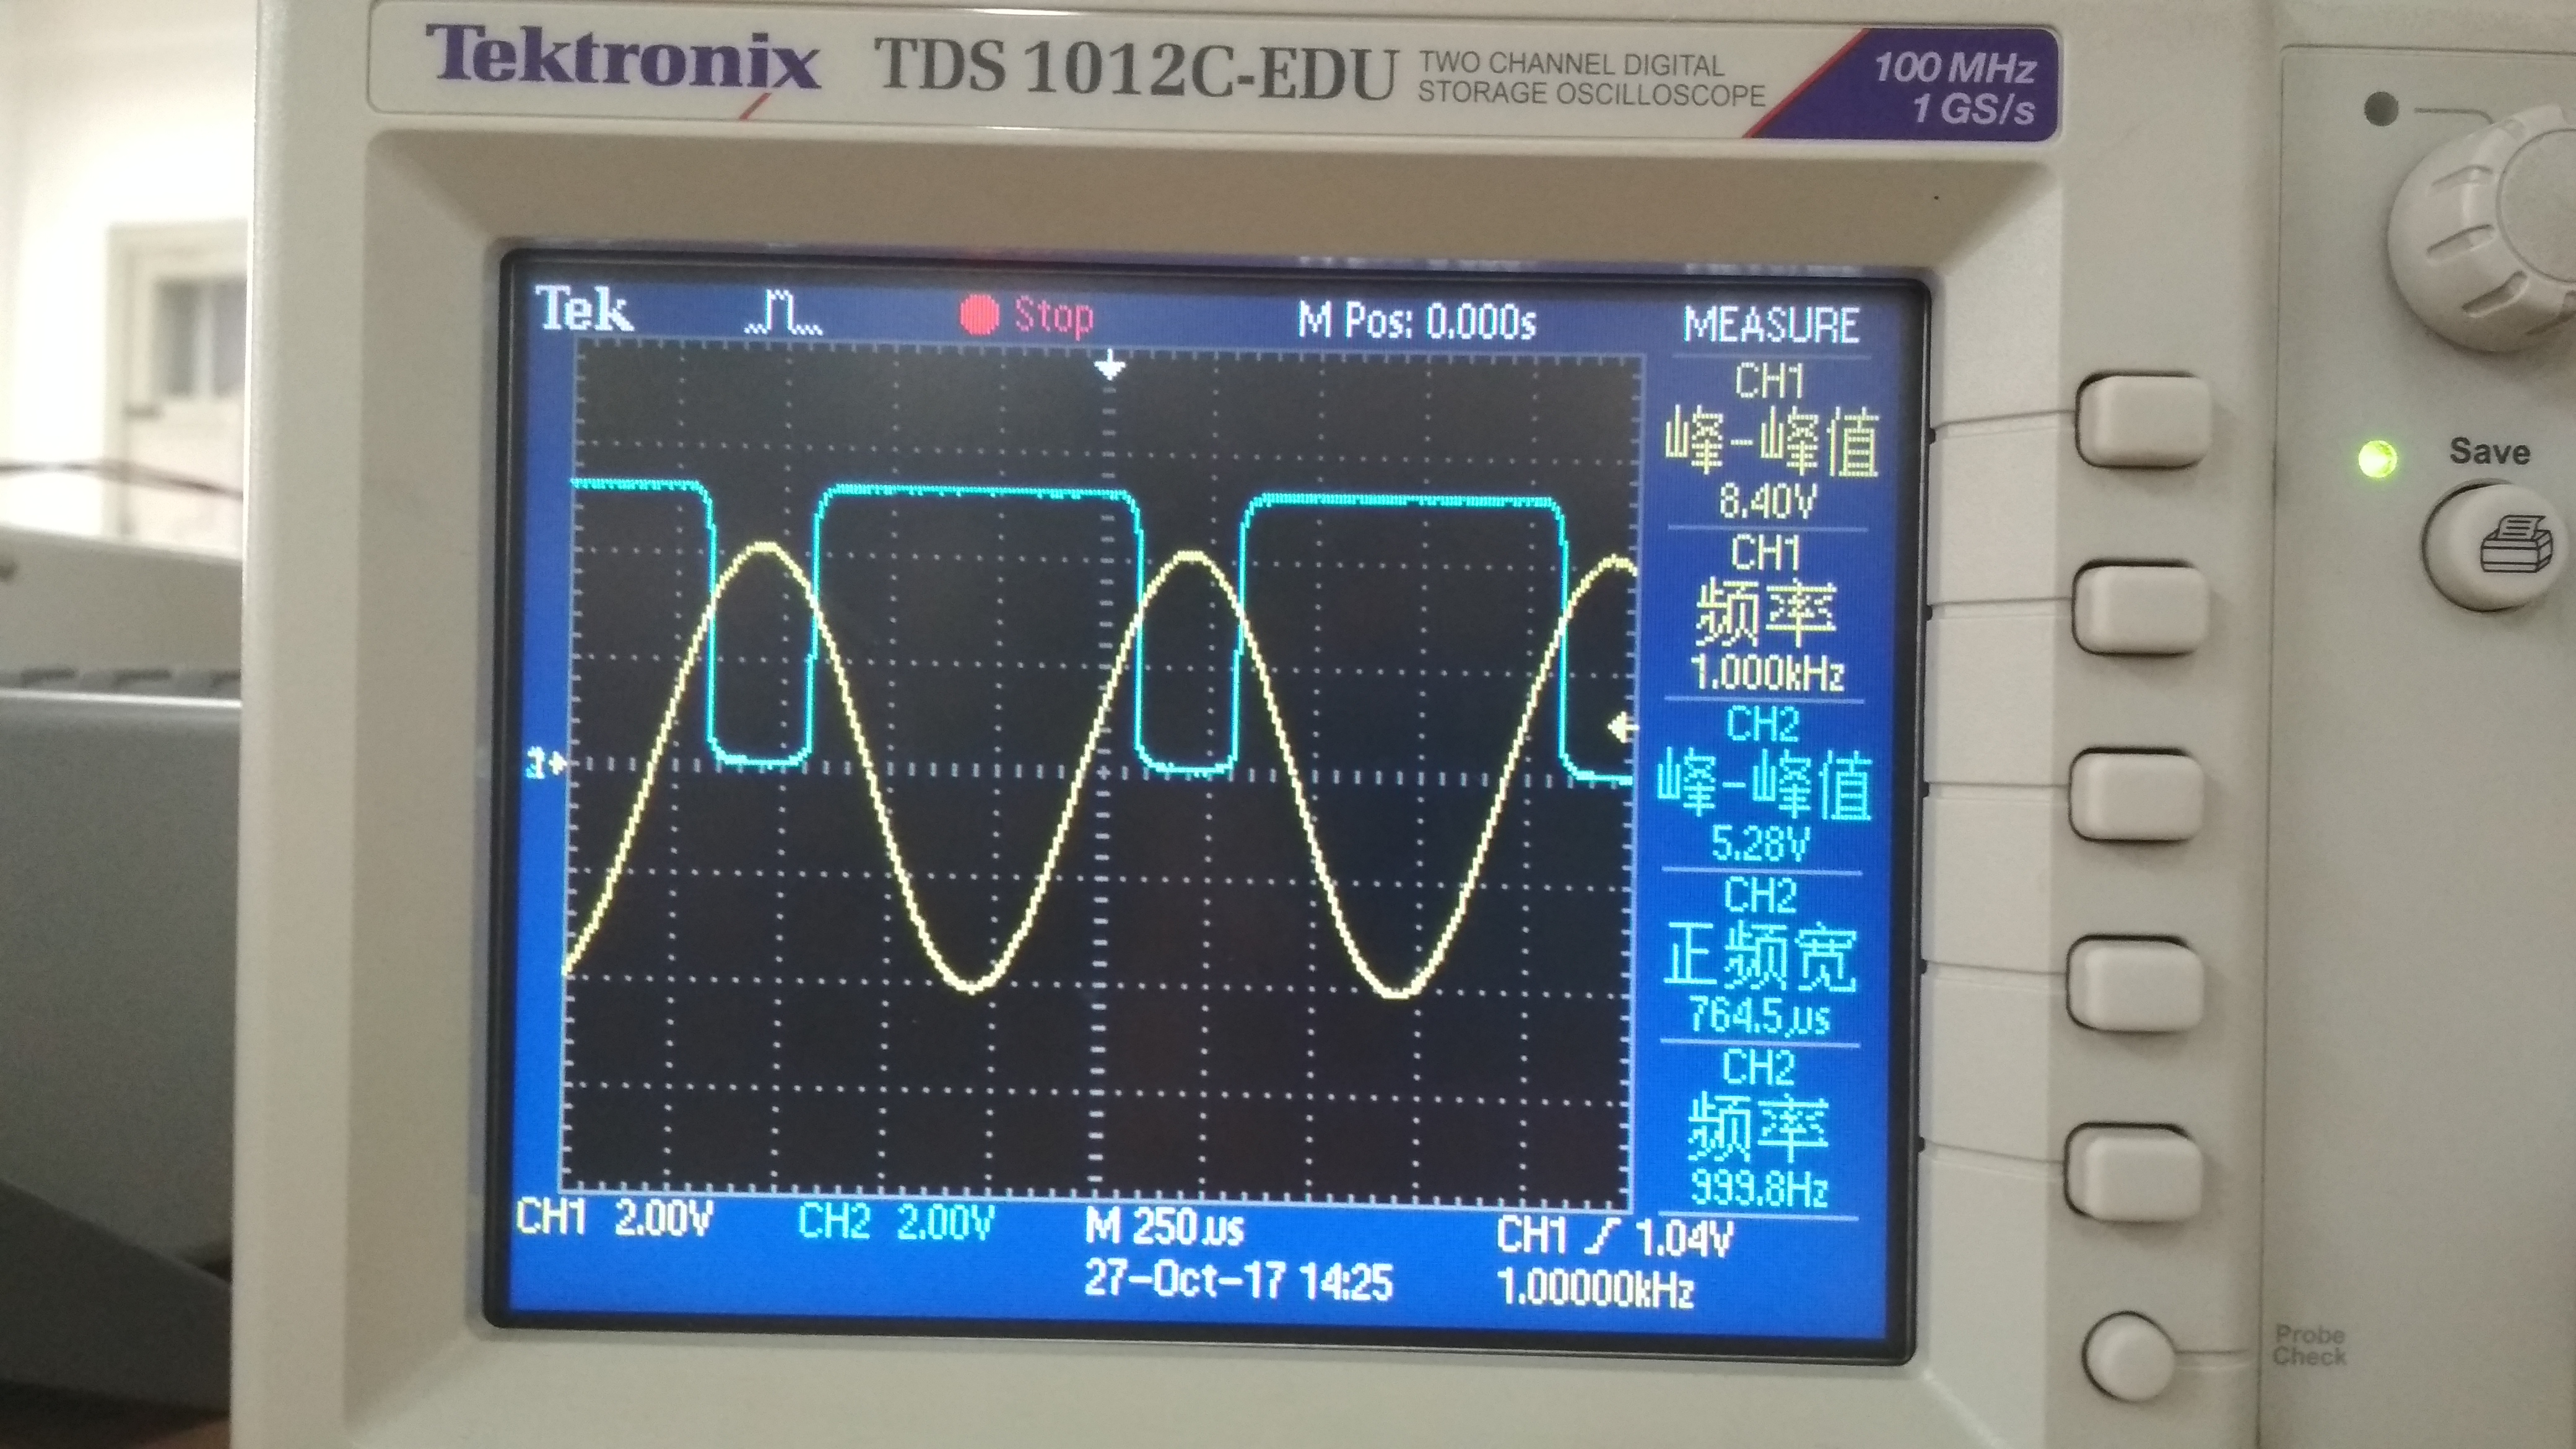 Tektronix TDS 1012C-EDU TWO CHANNEL DIGITAL STORAGE OSCILLOSCOPE
100 MHz
1 GS/s
Tek Stop M Pos: 0.000s MEASURE
CH1
峰-峰值
8.40V
CH1
频率
1.000kHz
CH2
峰-峰值
5.28V
CH2
正频宽
764.5µs
CH2
频率
999.8Hz
CH1 2.00V CH2 2.00V M 250µs CH1 1.04V
27-Oct-17 14:25 1.00000kHz
Save
Probe
Check